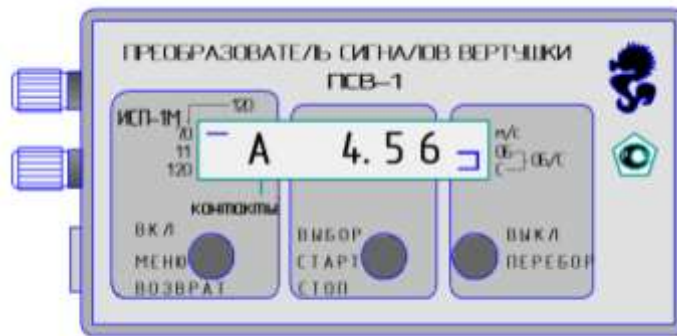 ПРЕОБРАЗОВАТЕЛЬ СИГНАЛОВ ВЕРТУШКИ
ПСВ-1
ИСП-1М
120
70
11
120
А 4.56
М/С
ОБ
С
ОБ/С
КОНТАКТЫ
ВКЛ
МЕНЮ
ВОЗВРАТ
ВЫБОР
СТАРТ
СТОП
ВЫКЛ
ПЕРЕБОР